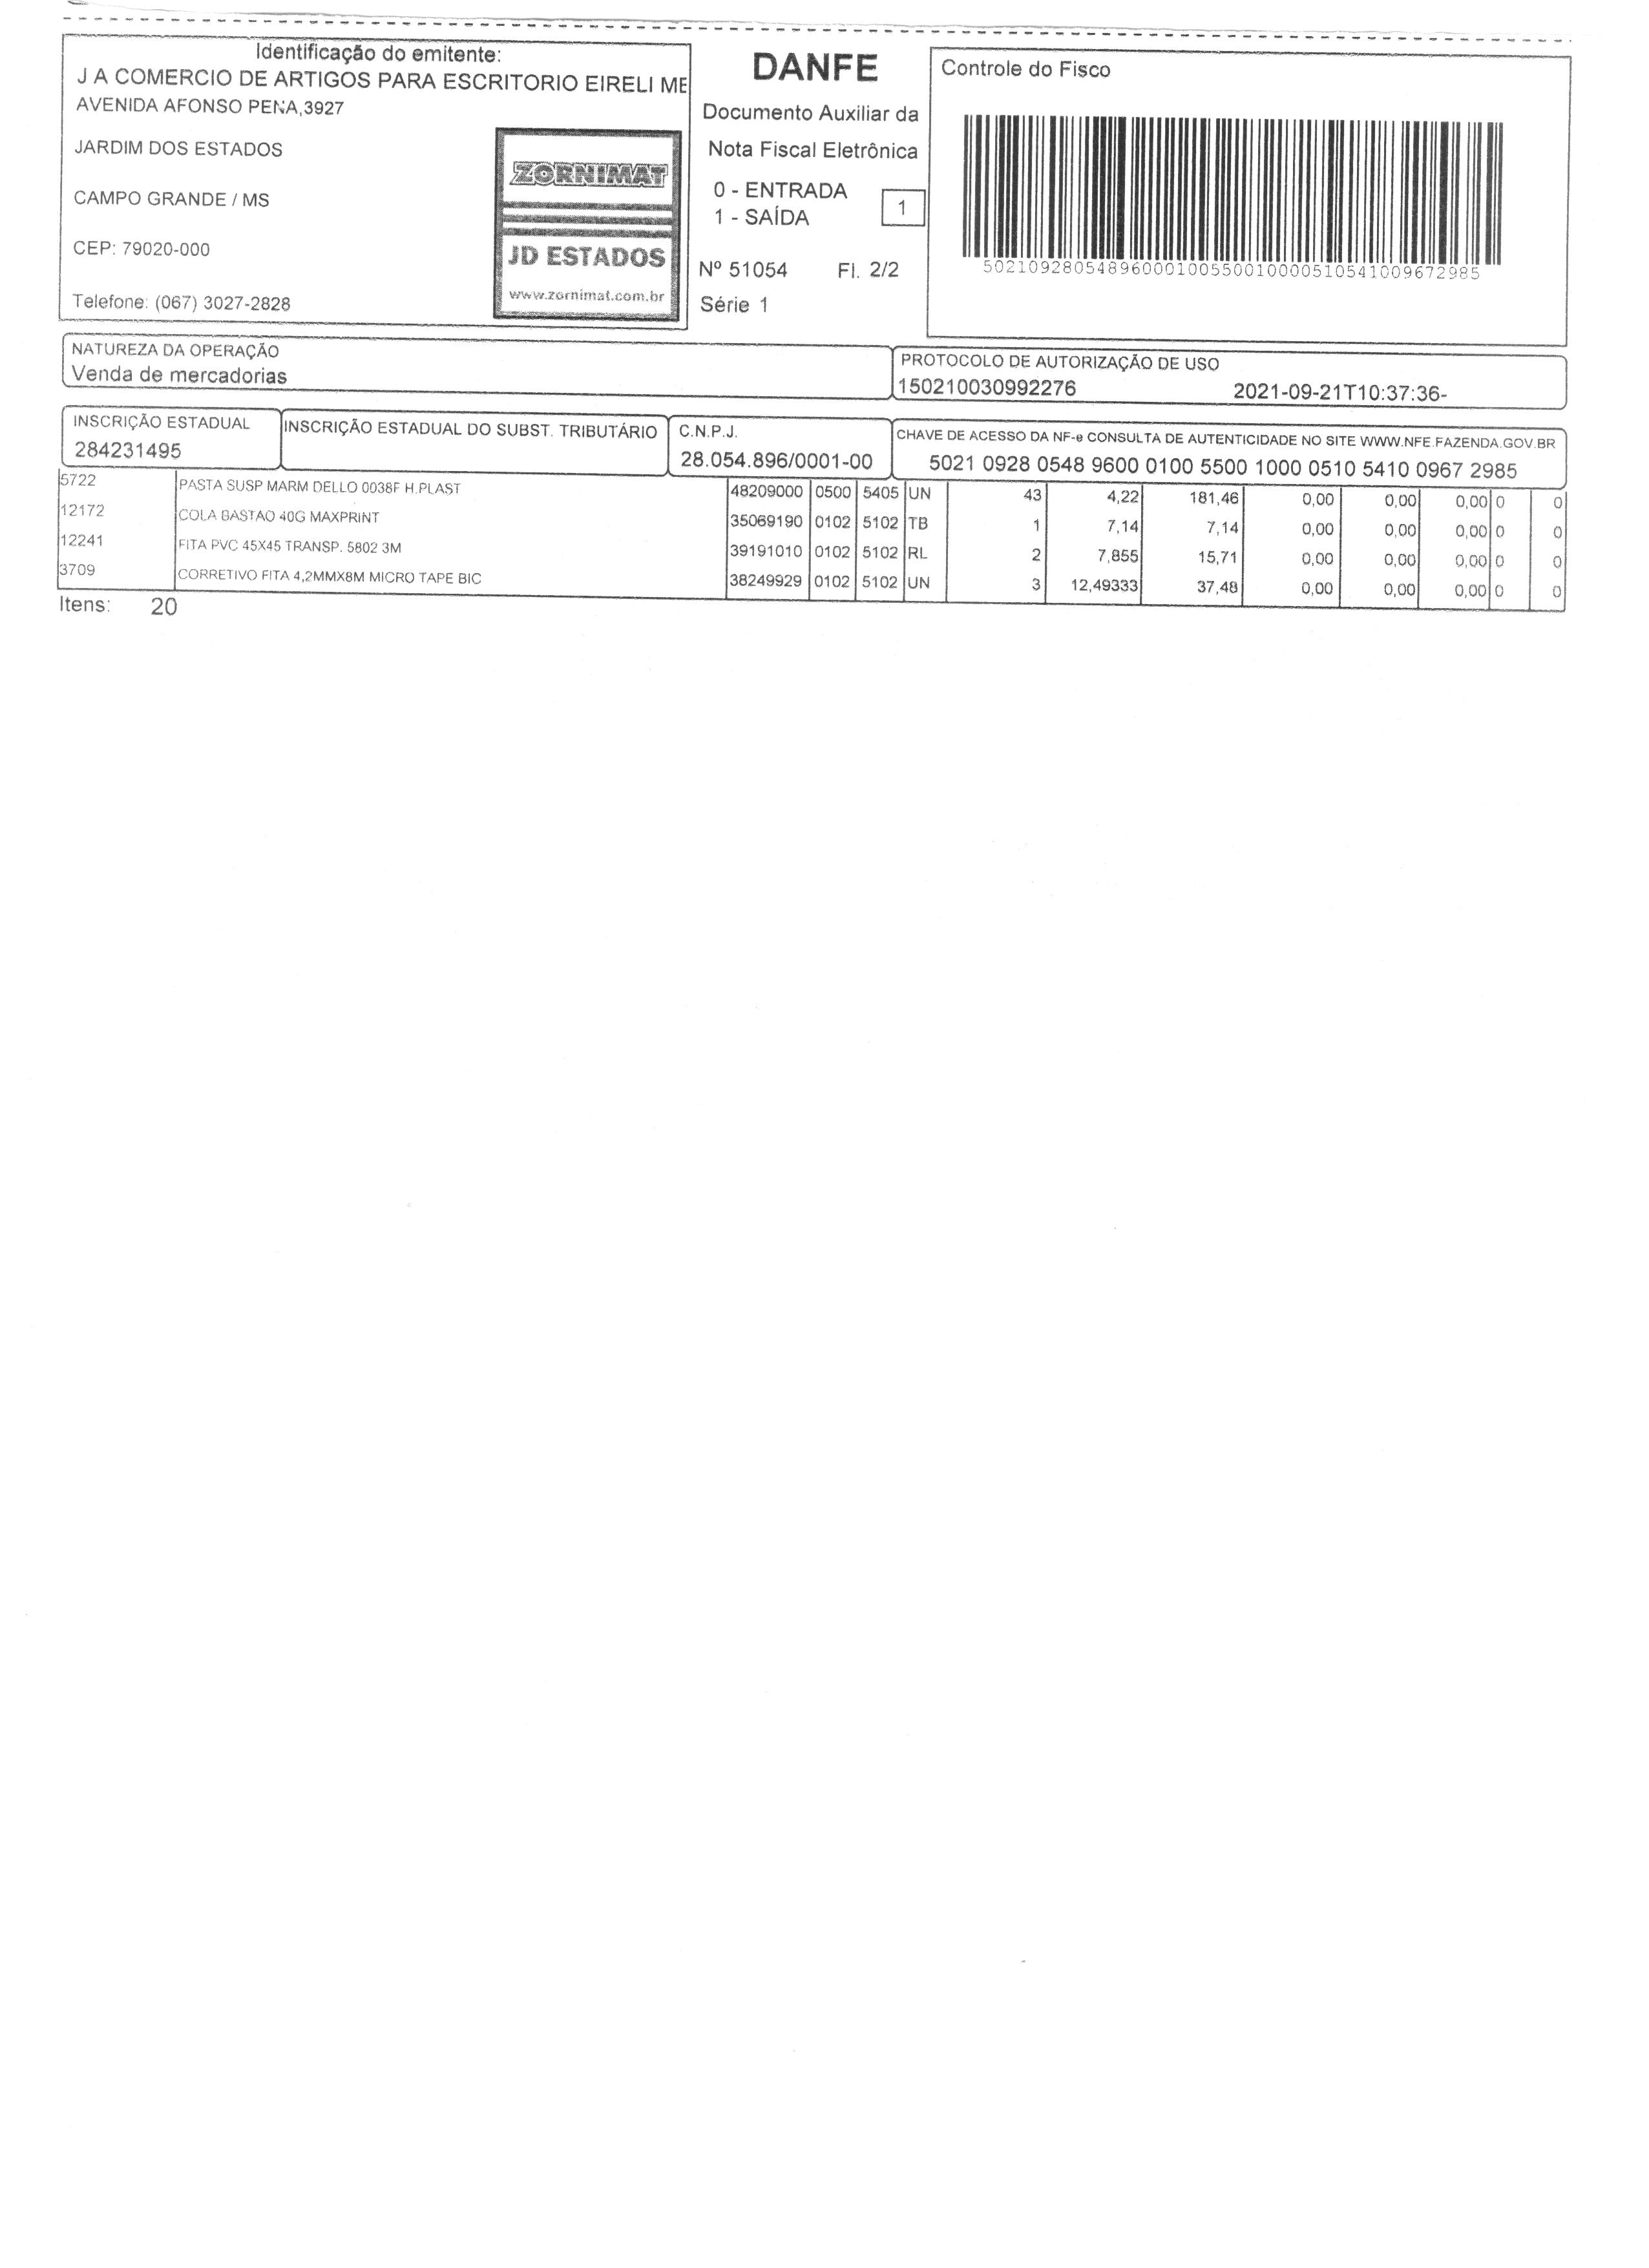 Identificação do emitente:
J A COMERCIO DE ARTIGOS PARA ESCRITORIO EIRELI ME
AVENIDA AFONSO PENA,3927
JARDIM DOS ESTADOS
CAMPO GRANDE / MS
CEP: 79020-000
Telefone: (067) 3027-2828
ZORNIMAT
JD ESTADOS
www.zornimat.com.br
DANFE
Documento Auxiliar da
Nota Fiscal Eletrônica
0 - ENTRADA
1 - SAÍDA
1
Nº 51054 Fl. 2/2
Série 1
Controle do Fisco
50210928054896000100550010000510541009672985
NATUREZA DA OPERAÇÃO
Venda de mercadorias
PROTOCOLO DE AUTORIZAÇÃO DE USO
150210030992276 2021-09-21T10:37:36-
INSCRIÇÃO ESTADUAL
284231495
INSCRIÇÃO ESTADUAL DO SUBST. TRIBUTÁRIO
C.N.P.J.
28.054.896/0001-00
CHAVE DE ACESSO DA NF-e CONSULTA DE AUTENTICIDADE NO SITE WWW.NFE.FAZENDA.GOV.BR
5021 0928 0548 9600 0100 5500 1000 0510 5410 0967 2985
5722 PASTA SUSP MARM DELLO 0038F H.PLAST 48209000 0500 5405 UN 43 4,22 181,46 0,00 0,00 0,00 0 0
12172 COLA BASTAO 40G MAXPRINT 35069190 0102 5102 TB 1 7,14 7,14 0,00 0,00 0,00 0 0
12241 FITA PVC 45X45 TRANSP. 5802 3M 39191010 0102 5102 RL 2 7,855 15,71 0,00 0,00 0,00 0 0
3709 CORRETIVO FITA 4,2MMX8M MICRO TAPE BIC 38249929 0102 5102 UN 3 12,49333 37,48 0,00 0,00 0,00 0 0
Itens: 20